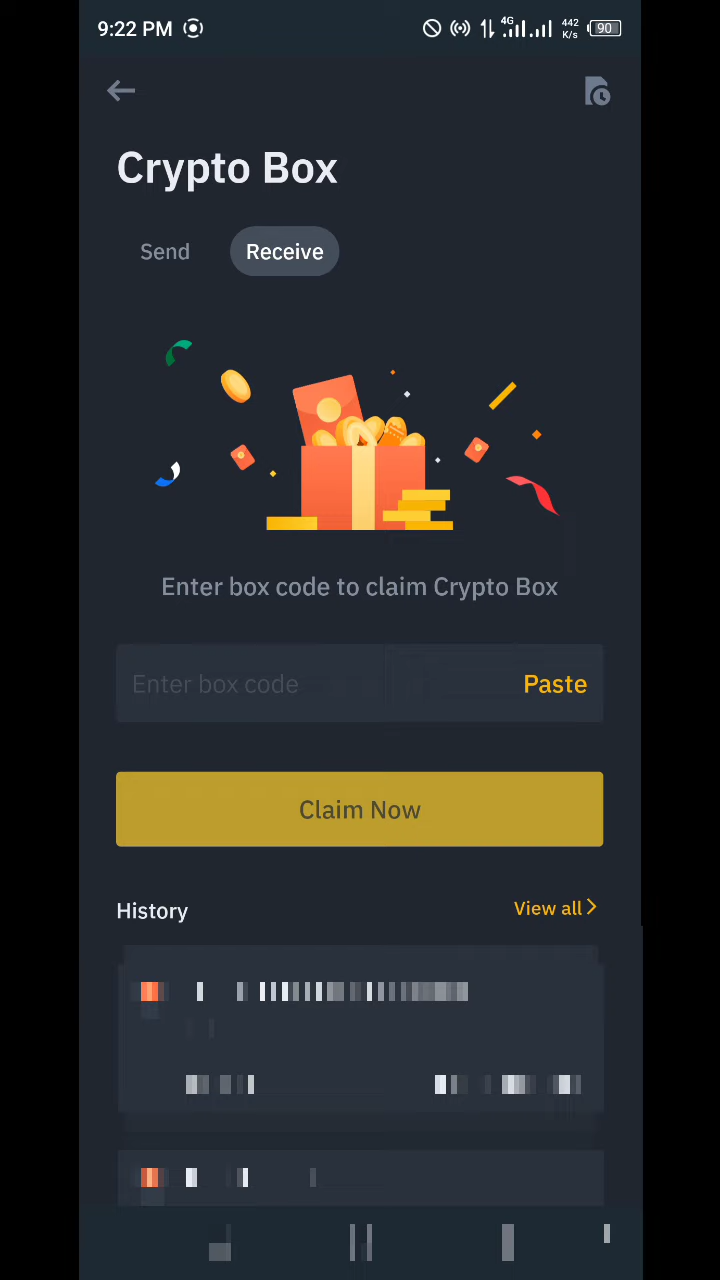 9:22 PM
4G
442
K/s
90
Crypto Box
Send
Receive
Enter box code to claim Crypto Box
Enter box code
Paste
Claim Now
History
View all